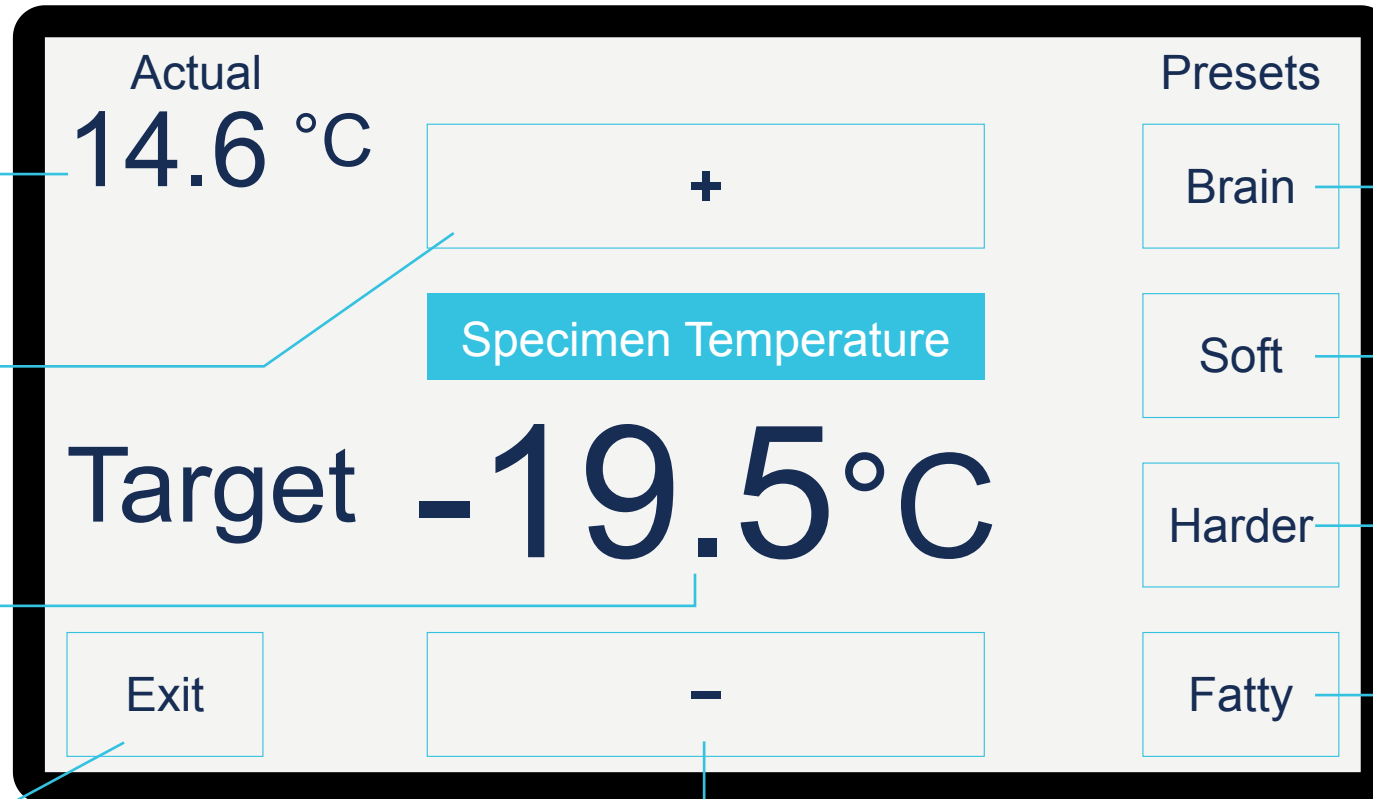 Actual
14.6 °C
Presets
+
Brain
Specimen Temperature
Soft
Target -19.5°C
Harder
Exit
-
Fatty